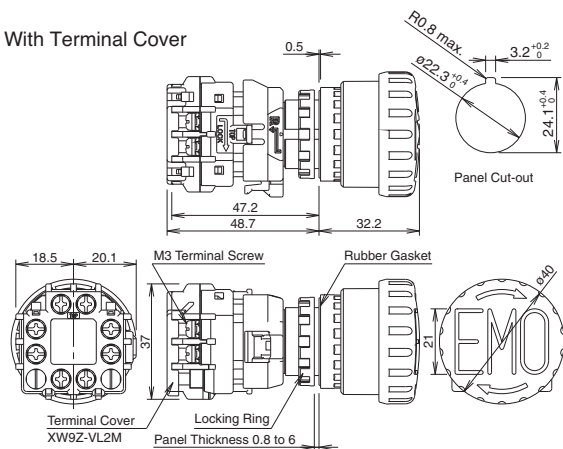 With Terminal Cover
0.5
R0.8 max.
3.2 +0.2 0
ø22.3 +0.4 0
24.1 +0.4 0
Panel Cut-out
LOCK
TOP
47.2
48.7
32.2
18.5
20.1
M3 Terminal Screw
Rubber Gasket
ø40
37
21
EMO
TOP
Terminal Cover
XW9Z-VL2M
Locking Ring
Panel Thickness 0.8 to 6